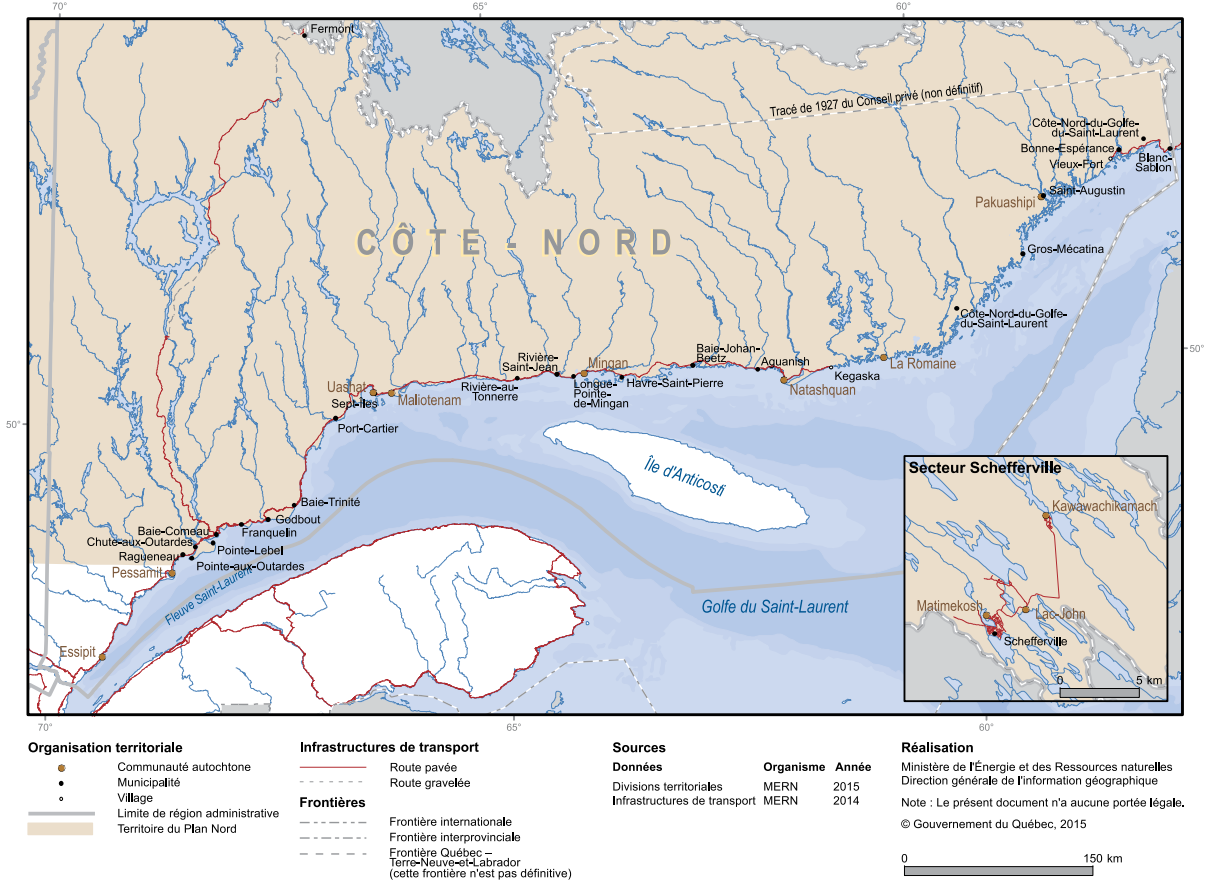 70°
65°
60°
Fermont
Tracé de 1927 du Conseil privé (non définitif)
Côte-Nord-du-Golfe-
du-Saint-Laurent
Bonne-Espérance
Vieux-Fort
Blanc-
Sablon
Saint-Augustin
Pakuashipi
CÔTE - NORD
Gros-Mécatina
Côte-Nord-du-Golfe-
du-Saint-Laurent
50°
La Romaine
Kegaska
Natashquan
Aguanish
Baie-Johan-
Beetz
Havre-Saint-Pierre
Mingan
Longue-
Pointe-
de-Mingan
Rivière-
Saint-Jean
Rivière-au-
Tonnerre
Uashat
Maliotenam
Sept-Îles
Port-Cartier
50°
Île d'Anticosti
Baie-Trinité
Godbout
Franquelin
Baie-Comeau
Chute-aux-Outardes
Pointe-Lebel
Ragueneau
Pointe-aux-Outardes
Pessamit
Fleuve Saint-Laurent
Golfe du Saint-Laurent
Essipit
Secteur Schefferville
Kawawachikamach
Matimekosh
Lac-John
Schefferville
0 5 km
70°
65°
60°
Organisation territoriale
Communauté autochtone
Municipalité
Village
Limite de région administrative
Territoire du Plan Nord
Infrastructures de transport
Route pavée
Route gravelée
Frontières
Frontière internationale
Frontière interprovinciale
Frontière Québec –
Terre-Neuve-et-Labrador
(cette frontière n'est pas définitive)
Sources
Données Organisme Année
Divisions territoriales MERN 2015
Infrastructures de transport MERN 2014
Réalisation
Ministère de l'Énergie et des Ressources naturelles
Direction générale de l'information géographique
Note : Le présent document n'a aucune portée légale.
© Gouvernement du Québec, 2015
0 150 km